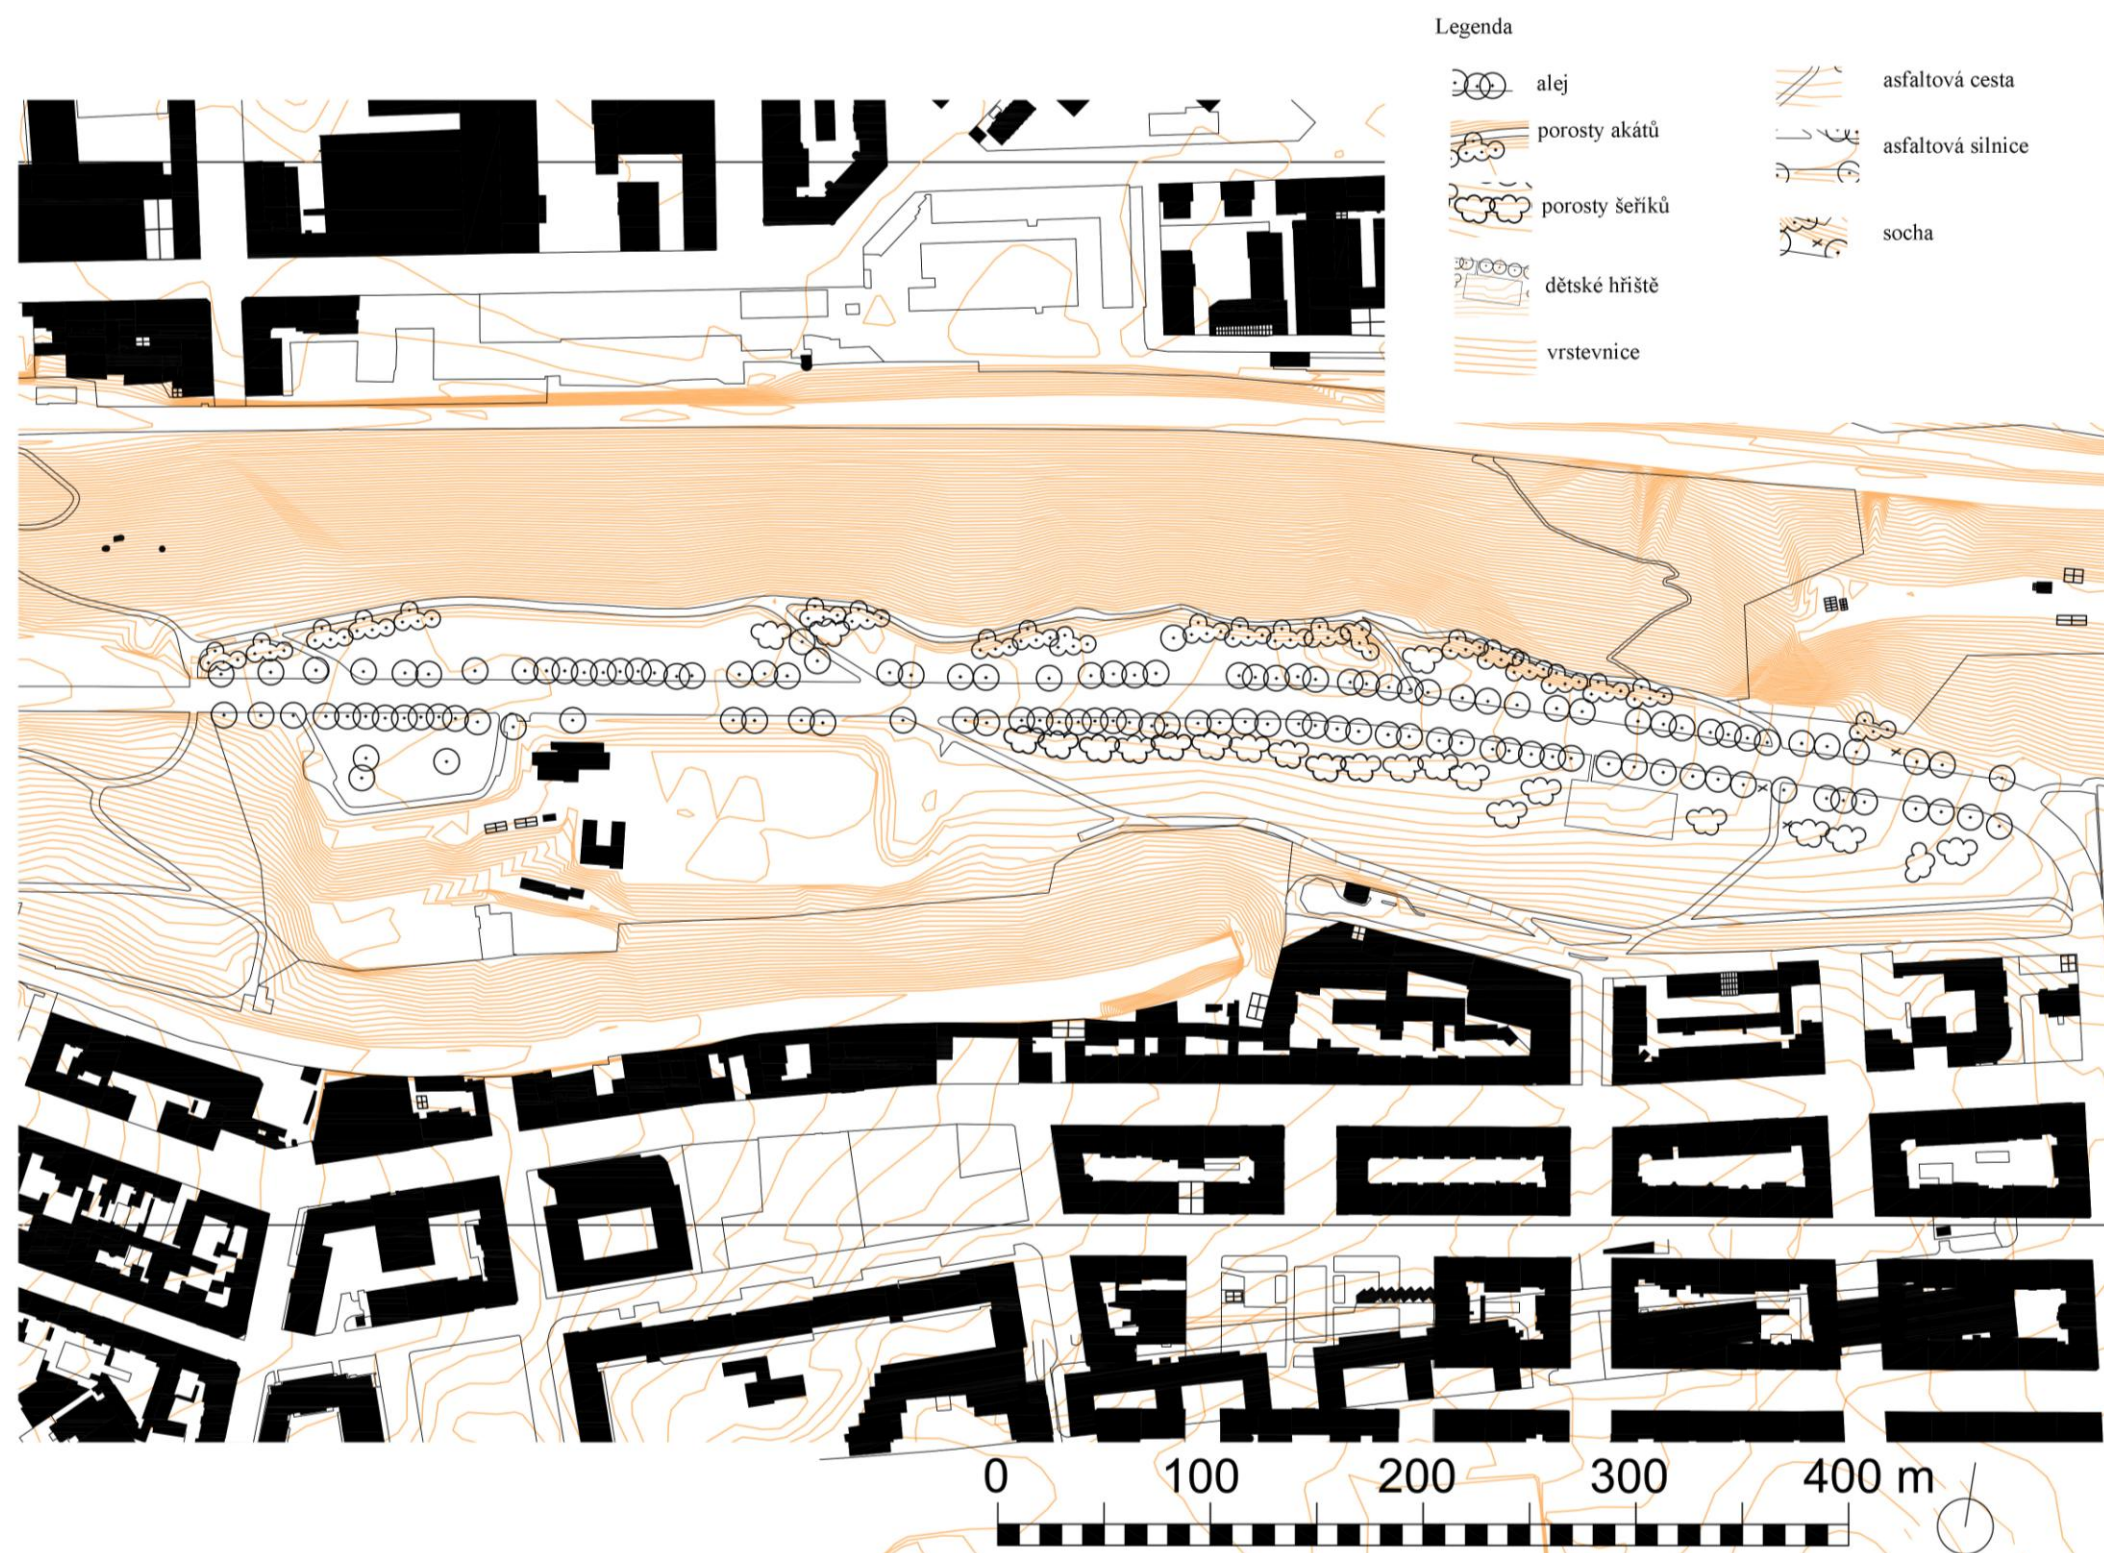 Legenda
alej
porosty akátů
porosty šeříků
dětské hřiště
vrstevnice
asfaltová cesta
asfaltová silnice
socha
0 100 200 300 400 m